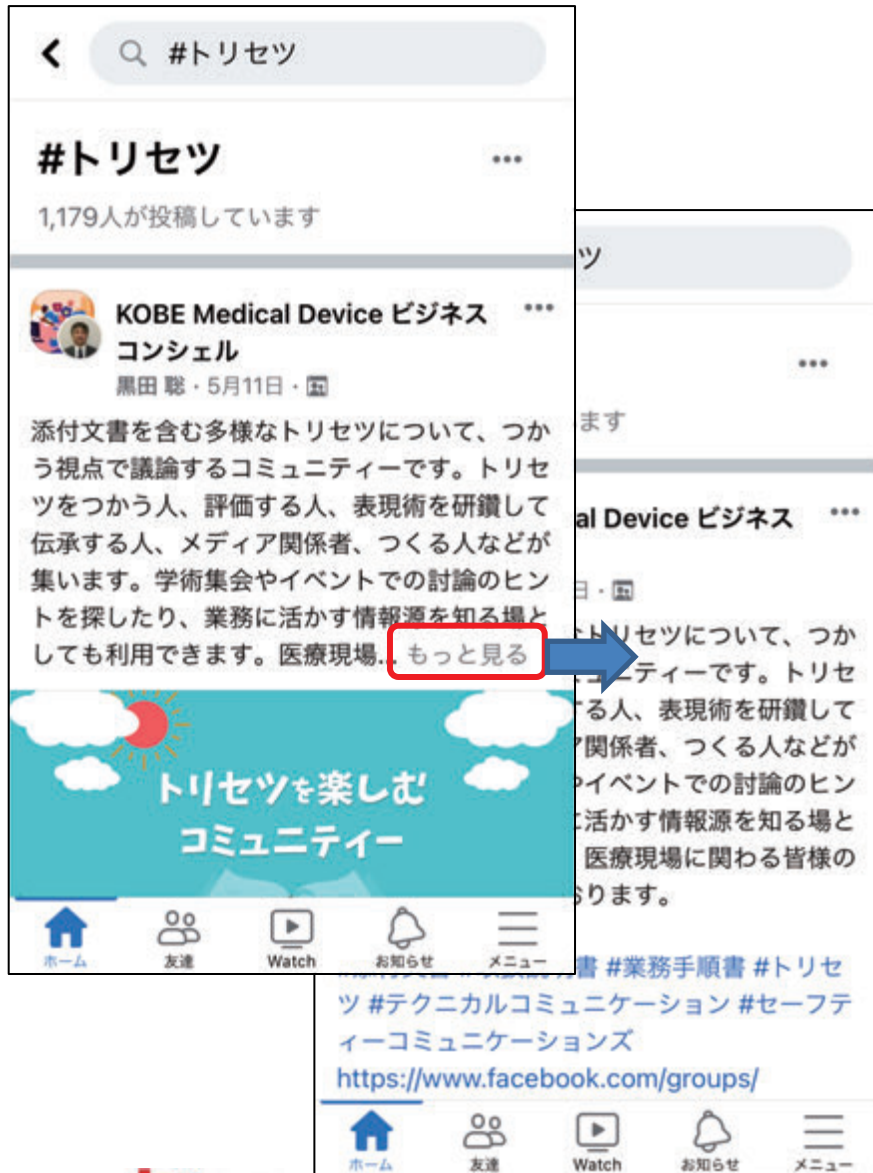 #トリセツ
#トリセツ
1,179人が投稿しています
KOBE Medical Device ビジネス
コンシェル
黒田 聡・5月11日・
添付文書を含む多様なトリセツについて、つか
う視点で議論するコミュニティーです。トリセ
ツをつかう人、評価する人、表現術を研鑽して
伝承する人、メディア関係者、つくる人などが
集います。学術集会やイベントでの討論のヒン
トを探したり、業務に活かす情報源を知る場と
しても利用できます。医療現場... もっと見る
トリセツを楽しむ
コミュニティー
ホーム 友達 Watch お知らせ メニュー
ツ
ます
al Device ビジネス
日・
トリセツについて、つか
ティーです。トリセ
する人、表現術を研鑽して
関係者、つくる人などが
イベントでの討論のヒン
に活かす情報源を知る場と
医療現場に関わる皆様の
おります。
書 #業務手順書 #トリセ
ツ #テクニカルコミュニケーション #セーフテ
ィーコミュニケーションズ
https://www.facebook.com/groups/
ホーム 友達 Watch お知らせ メニュー